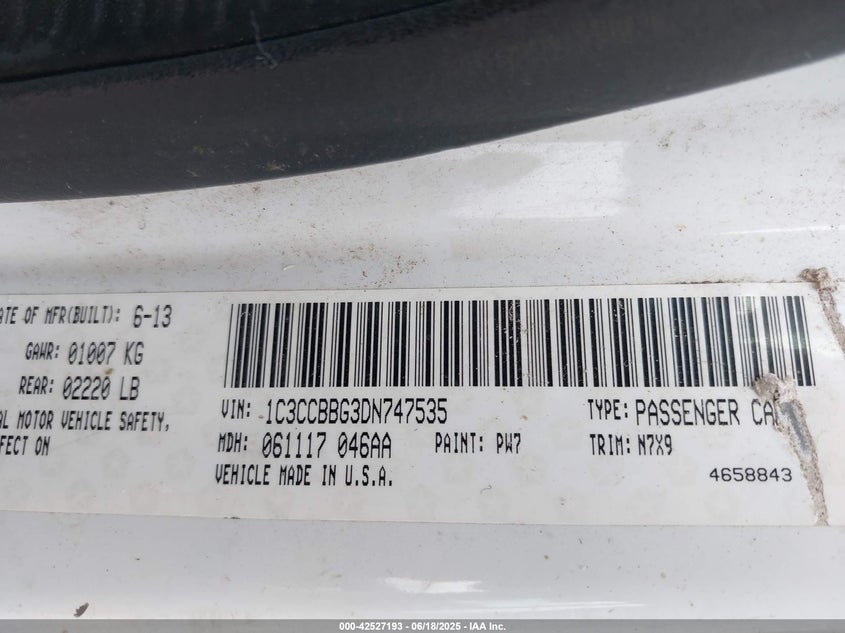 ATE OF MFR(BUILT): 6-13
GAWR: 01007 KG
REAR: 02220 LB
AL MOTOR VEHICLE SAFETY,
FECT ON
VIN: 1C3CCBBG3DN747535 TYPE: PASSENGER CA
MDH: 061117 046AA PAINT: PW7 TRIM: N7X9
VEHICLE MADE IN U.S.A.
4658843
000-42527193 - 06/18/2025 - IAA Inc.